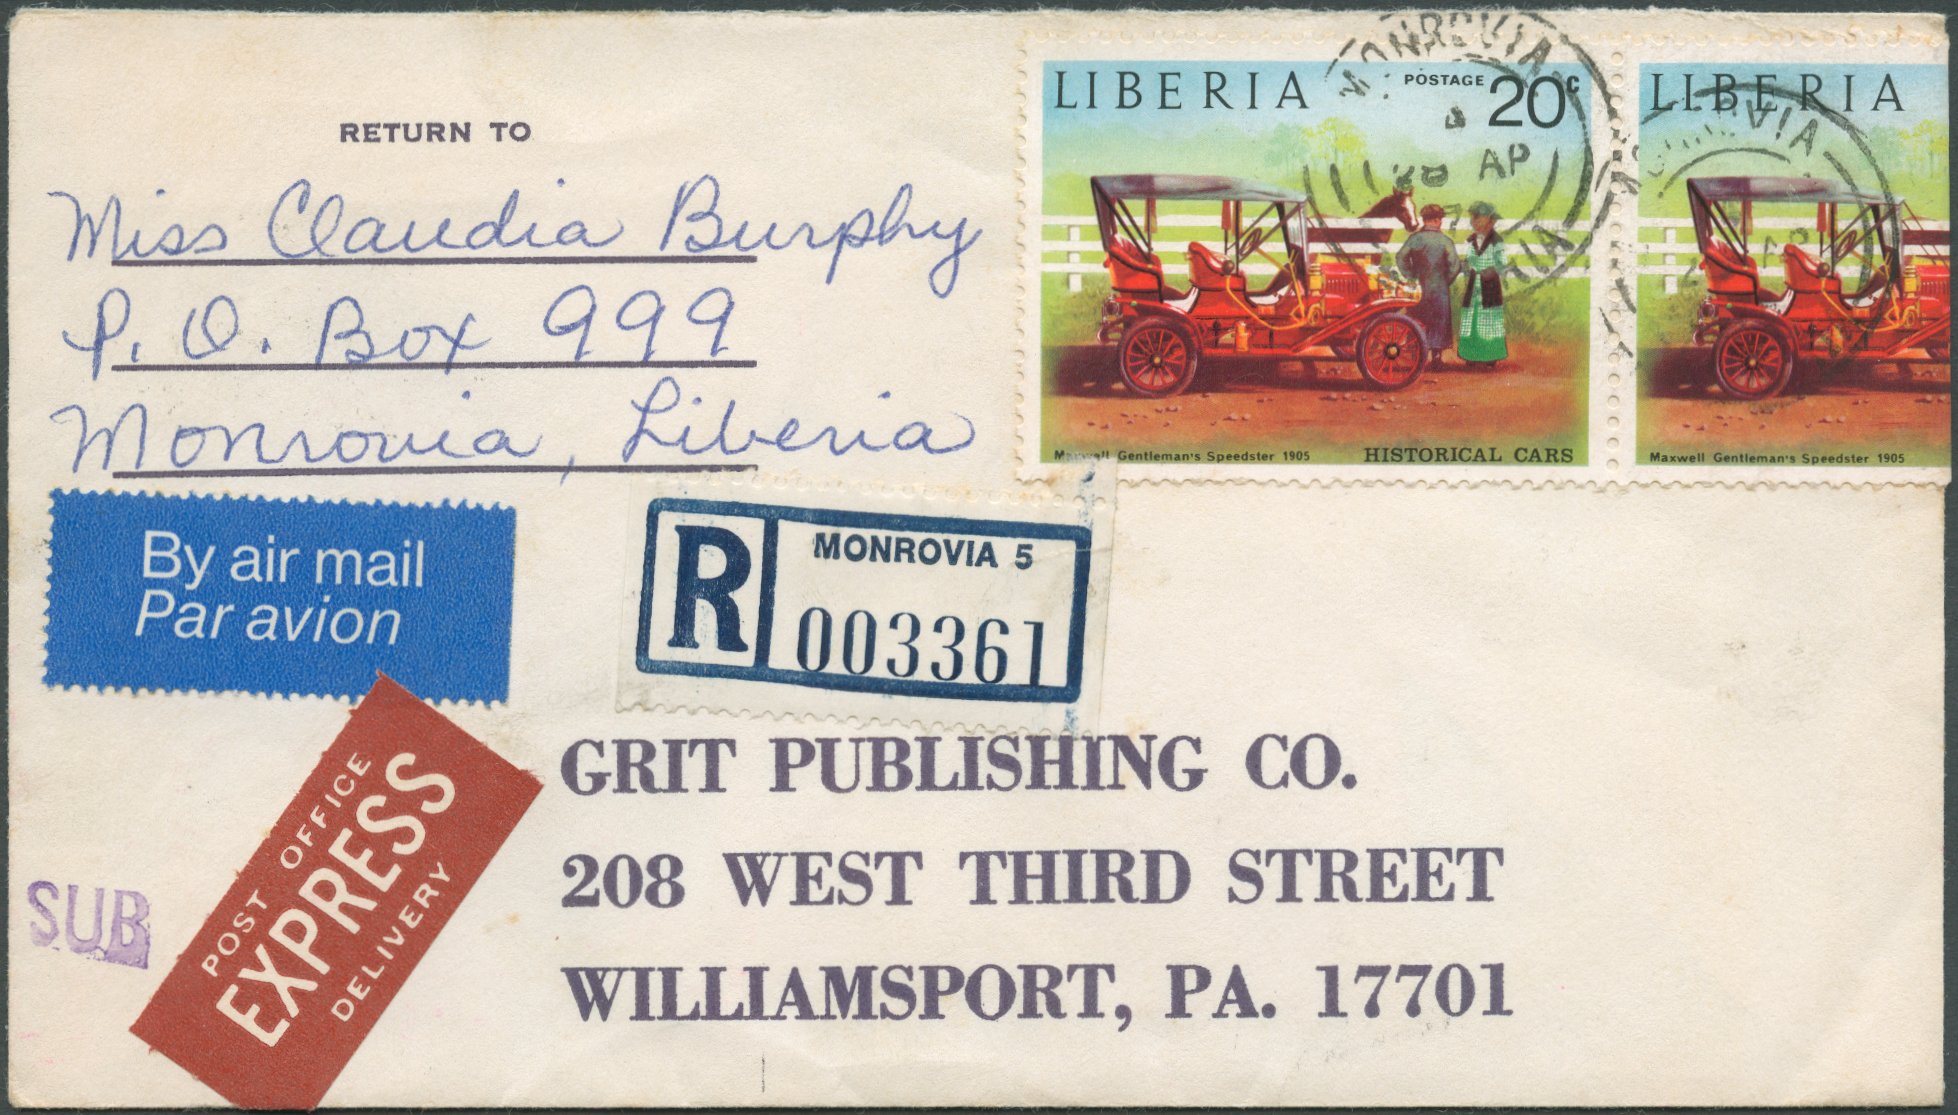 RETURN TO
Miss Claudia Burphy
P. O. Box 999
Monrovia, Liberia
LIBERIA POSTAGE 20c
Maxwell Gentleman's Speedster 1905 HISTORICAL CARS
LIBERIA
Maxwell Gentleman's Speedster 1905
MONROVIA
AP
AP
By air mail
Par avion
R
MONROVIA 5
003361
POST OFFICE
EXPRESS
DELIVERY
SUB
GRIT PUBLISHING CO.
208 WEST THIRD STREET
WILLIAMSPORT, PA. 17701